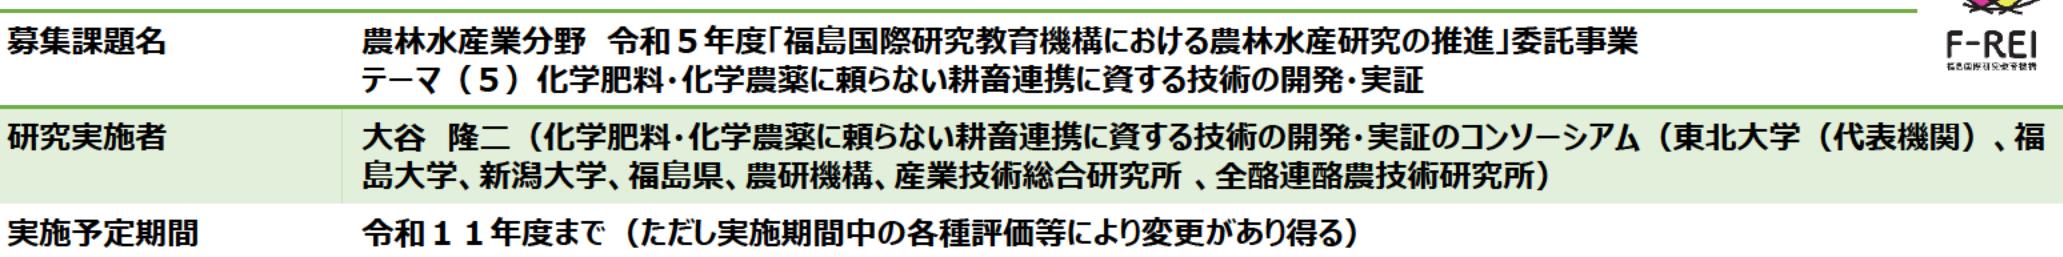 募集課題名
農林水産業分野 令和５年度「福島国際研究教育機構における農林水産研究の推進」委託事業
テーマ（５）化学肥料・化学農薬に頼らない耕畜連携に資する技術の開発・実証
F-REI
福島国際研究教育機構
研究実施者
大谷 隆二（化学肥料・化学農薬に頼らない耕畜連携に資する技術の開発・実証のコンソーシアム（東北大学（代表機関）、福
島大学、新潟大学、福島県、農研機構、産業技術総合研究所 、全酪連酪農技術研究所）
実施予定期間
令和１１年度まで（ただし実施期間中の各種評価等により変更があり得る）